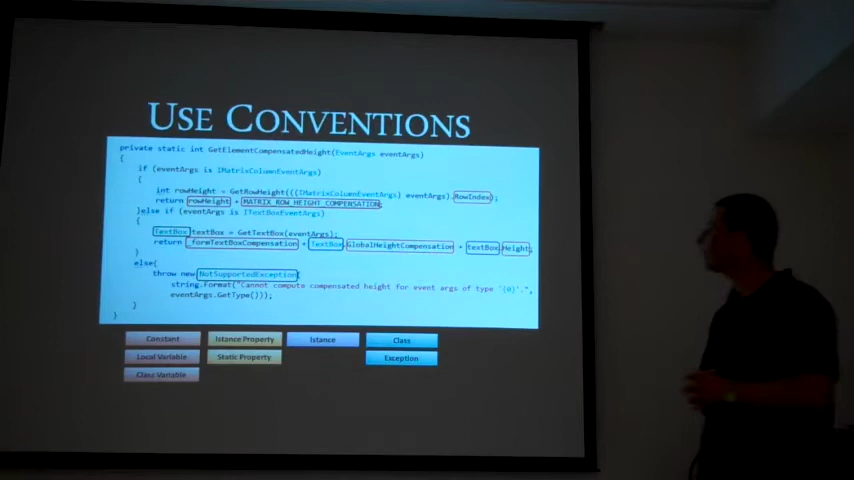 USE CONVENTIONS
private static int GetElementCompensatedHeight(EventArgs eventArgs)
{
if (eventArgs is IMatrixColumnEventArgs)
{
int rowHeight = GetRowHeight(((IMatrixColumnEventArgs) eventArgs).RowIndex);
return rowHeight + MATRIX_ROW_HEIGHT_COMPENSATION;
}else if (eventArgs is ITextBoxEventArgs)
{
TextBox textBox = GetTextBox(eventArgs);
return _formTextBoxCompensation + TextBox.GlobalHeightCompensation + textBox.Height;
}
else{
throw new NotSupportedException(
string.Format("Cannot compute compensated height for event args of type '{0}'.",
eventArgs.GetType()));
}
}
Constant Istance Property Istance Class
Local Variable Static Property Exception
Class Variable